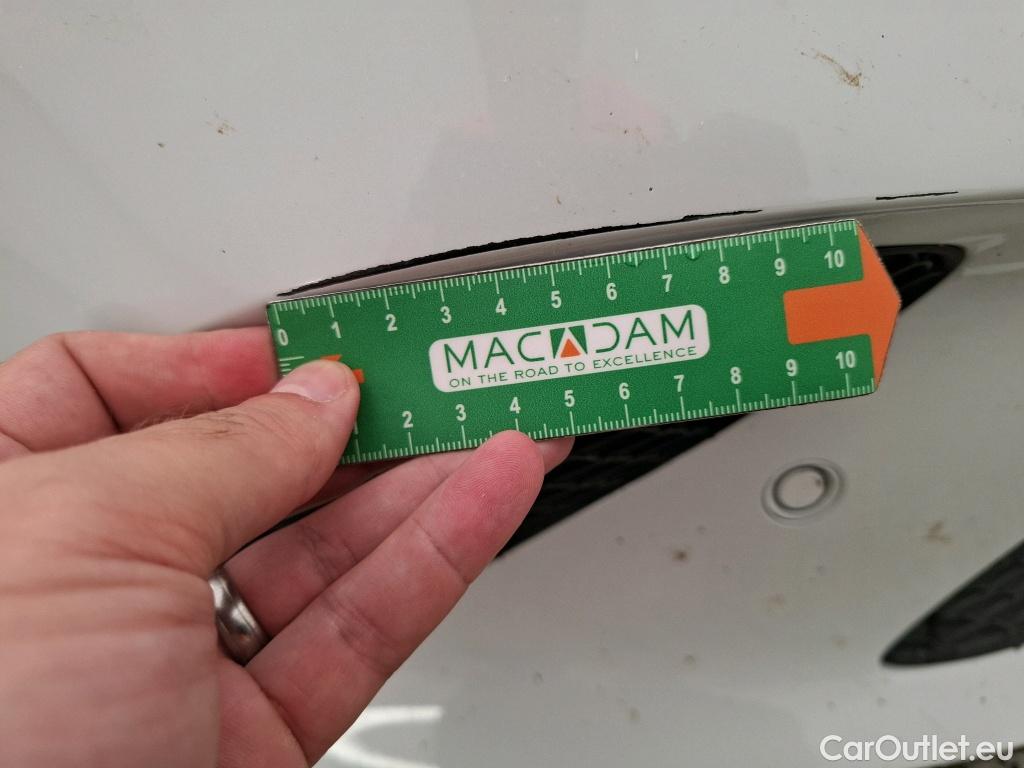 0 1 2 3 4 5 6 7 8 9 10
MACADAM
ON THE ROAD TO EXCELLENCE
1 2 3 4 5 6 7 8 9 10
CarOutlet.eu